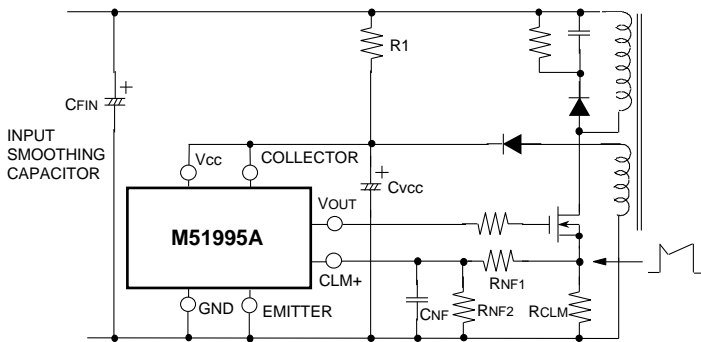 R1
CFIN
INPUT
SMOOTHING
CAPACITOR
Vcc
COLLECTOR
CVCC
VOUT
M51995A
CLM+
RNF1
GND
EMITTER
CNF
RNF2
RCLM